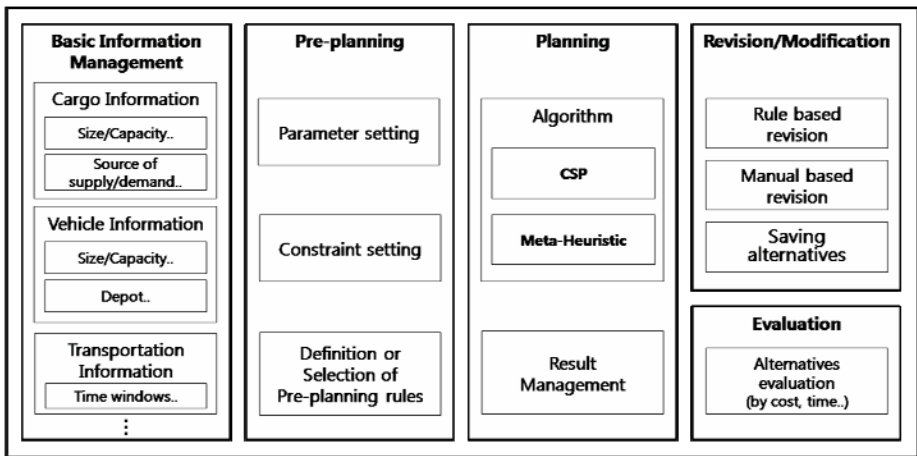 Basic Information
Management
Cargo Information
Size/Capacity..
Source of
supply/demand..
Vehicle Information
Size/Capacity..
Depot..
Transportation
Information
Time windows..
⋮
Pre-planning
Parameter setting
Constraint setting
Definition or
Selection of
Pre-planning rules
Planning
Algorithm
CSP
Meta-Heuristic
Result
Management
Revision/Modification
Rule based
revision
Manual based
revision
Saving
alternatives
Evaluation
Alternatives
evaluation
(by cost, time..)